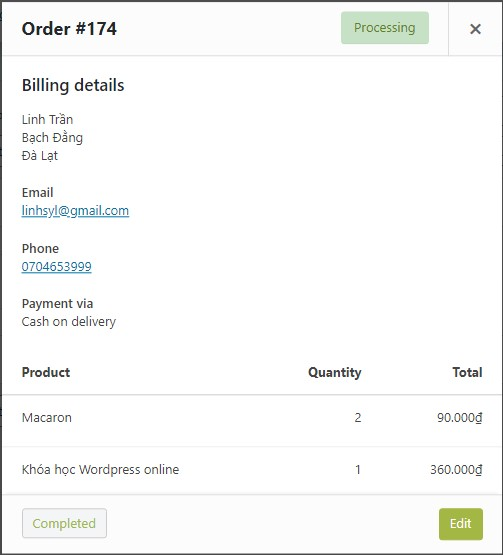 Order #174
Processing
×
Billing details
Linh Trần
Bạch Đằng
Đà Lạt
Email
linhsyl@gmail.com
Phone
0704653999
Payment via
Cash on delivery
Product Quantity Total
Macaron 2 90.000₫
Khóa học Wordpress online 1 360.000₫
Completed
Edit